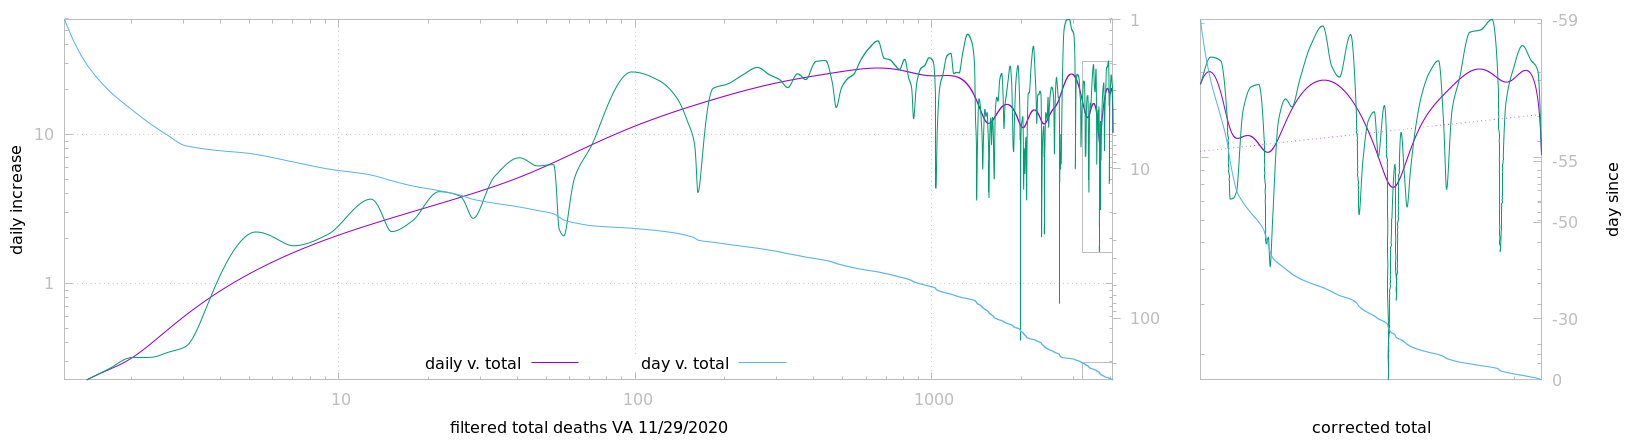 daily increase
10
1
daily v. total
day v. total
10
100
1000
filtered total deaths VA 11/29/2020
1
10
100
-59
-55
-50
-30
0
day since
corrected total